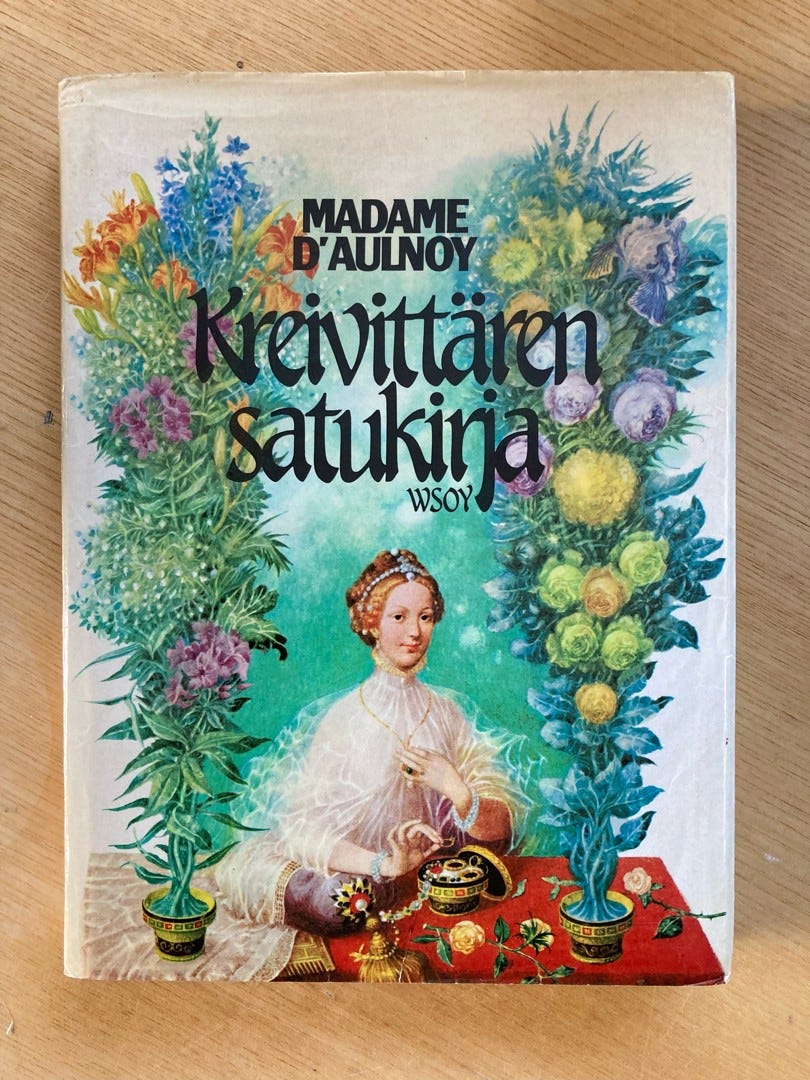 MADAME
D'AULNOY
Kreivittären
satukirja
WSOY